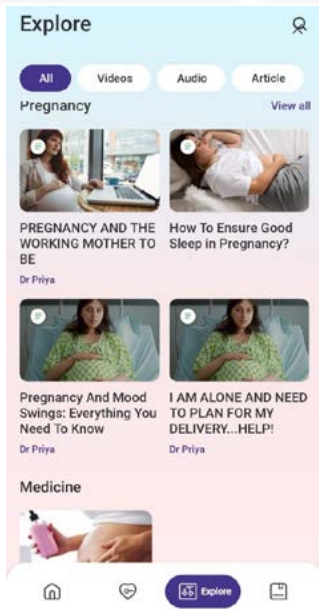 Explore
All
Videos
Audio
Article
Pregnancy
View all
PREGNANCY AND THE
WORKING MOTHER TO
BE
Dr Priya
How To Ensure Good
Sleep in Pregnancy?
Pregnancy And Mood
Swings: Everything You
Need To Know
Dr Priya
I AM ALONE AND NEED
TO PLAN FOR MY
DELIVERY...HELP!
Dr Priya
Medicine
Explore